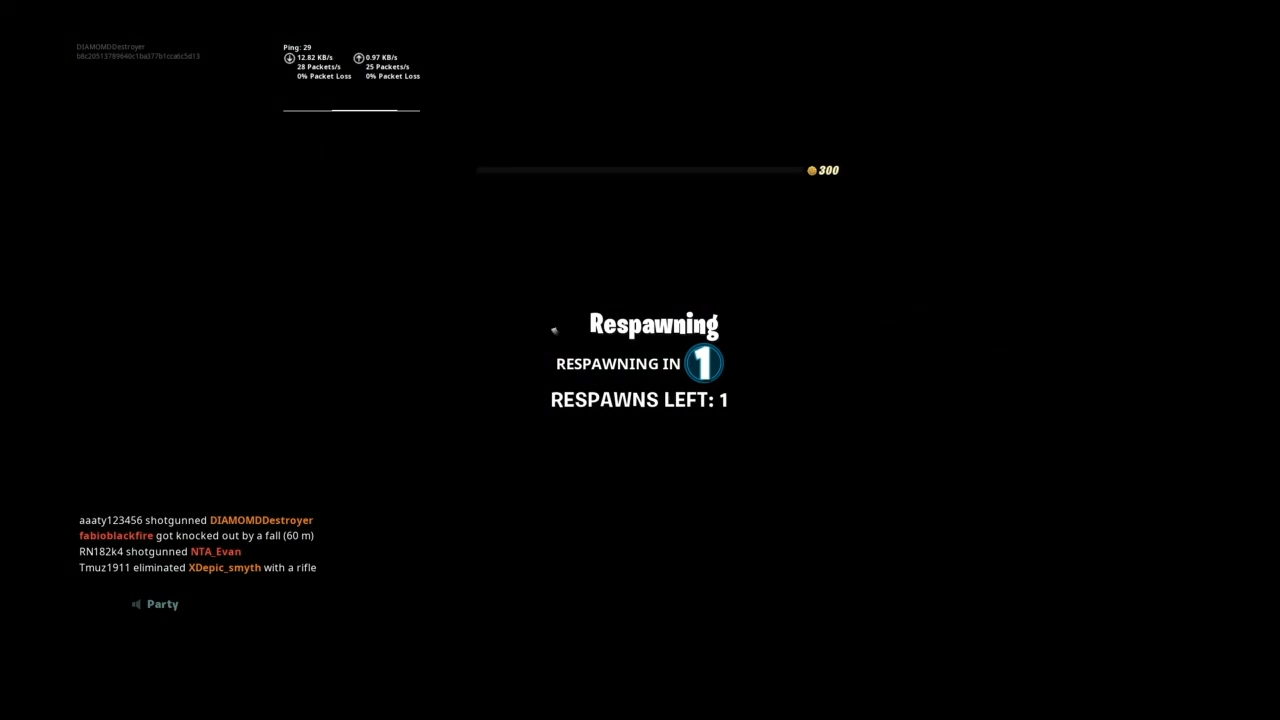 DIAMOMDDestroyer
b8c20513789640c1ba377b1cca6c5d13
Ping: 29
12.82 KB/s 0.97 KB/s
28 Packets/s 25 Packets/s
0% Packet Loss 0% Packet Loss
300
Respawning
RESPAWNING IN 1
RESPAWNS LEFT: 1
aaaty123456 shotgunned DIAMOMDDestroyer
fabioblackfire got knocked out by a fall (60 m)
RN182k4 shotgunned NTA_Evan
Tmuz1911 eliminated XDepic_smyth with a rifle
Party